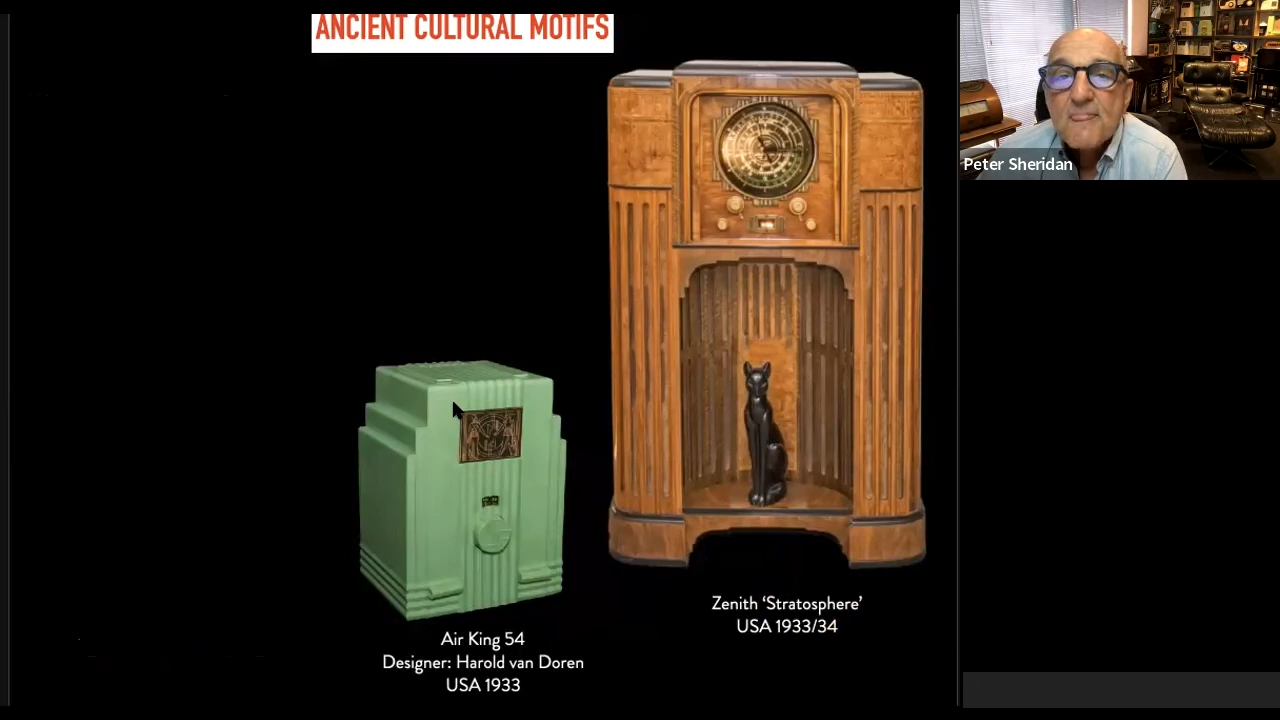 ANCIENT CULTURAL MOTIFS
Peter Sheridan
Zenith ‘Stratosphere’
USA 1933/34
Air King 54
Designer: Harold van Doren
USA 1933